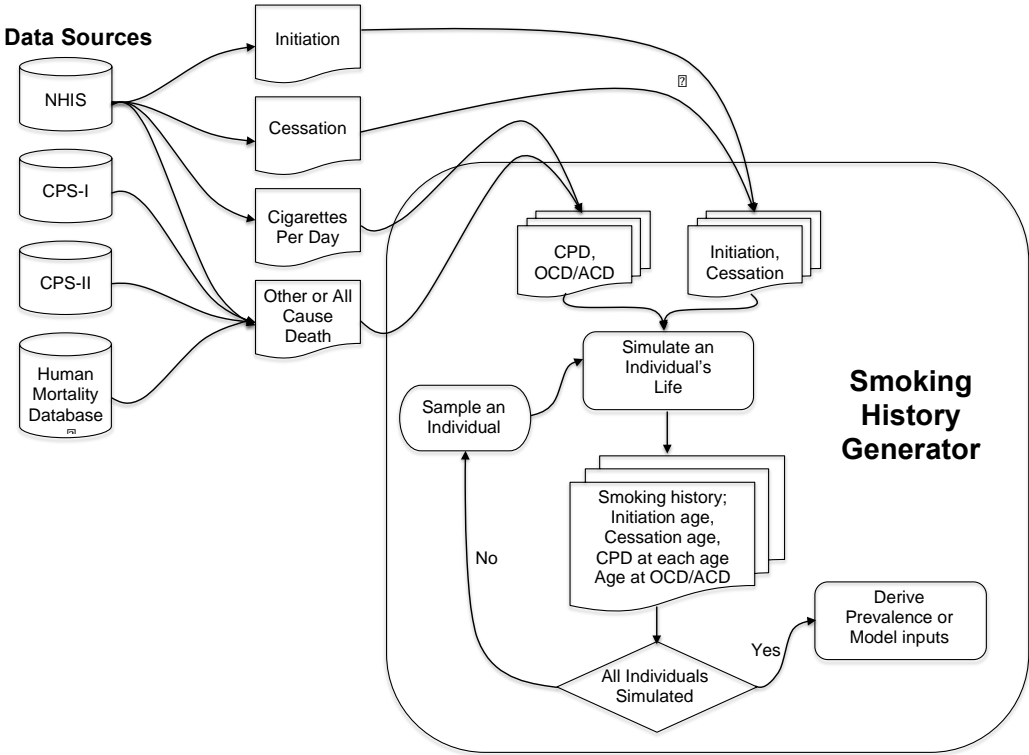 Data Sources
NHIS
CPS-I
CPS-II
Human
Mortality
Database
Initiation
Cessation
Cigarettes
Per Day
Other or All
Cause
Death
CPD,
OCD/ACD
Initiation,
Cessation
Simulate an
Individual's
Life
Sample an
Individual
Smoking
History
Generator
Smoking history;
Initiation age,
Cessation age,
CPD at each age
Age at OCD/ACD
No
All Individuals
Simulated
Yes
Derive
Prevalence or
Model inputs